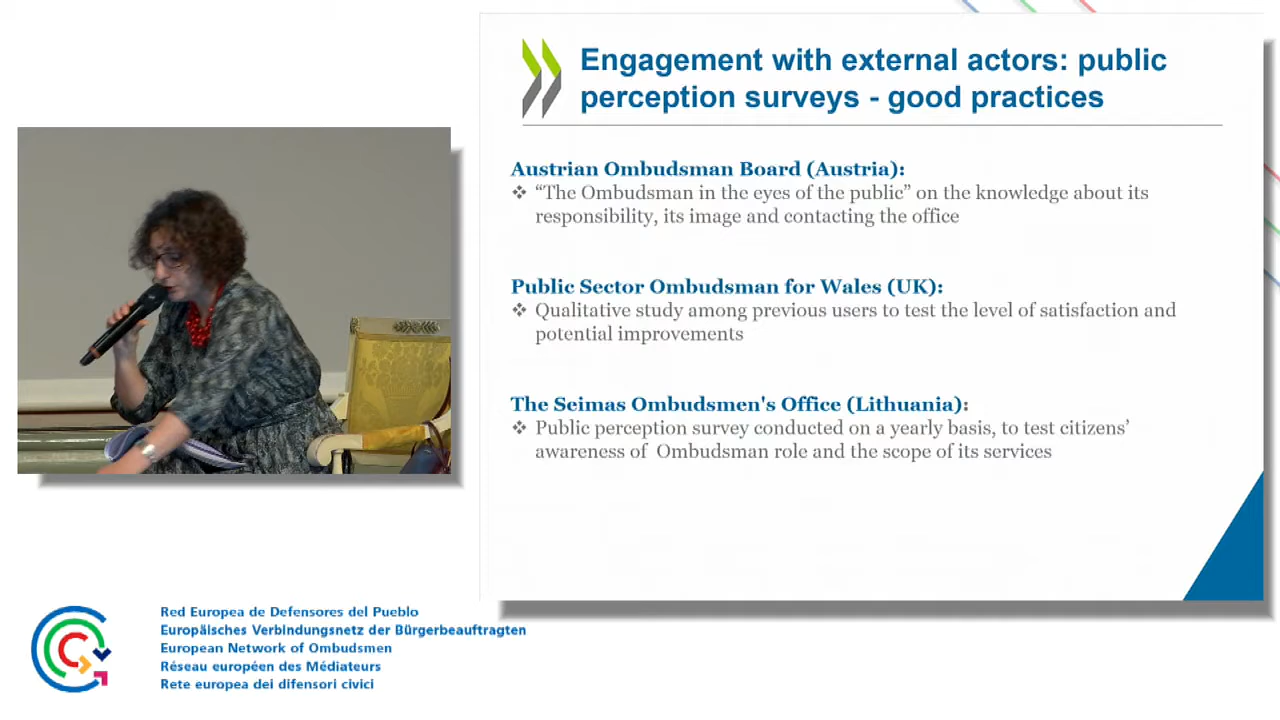 Engagement with external actors: public
perception surveys - good practices
Austrian Ombudsman Board (Austria):
❖ “The Ombudsman in the eyes of the public” on the knowledge about its
responsibility, its image and contacting the office
Public Sector Ombudsman for Wales (UK):
❖ Qualitative study among previous users to test the level of satisfaction and
potential improvements
The Seimas Ombudsmen's Office (Lithuania):
❖ Public perception survey conducted on a yearly basis, to test citizens’
awareness of Ombudsman role and the scope of its services
Red Europea de Defensores del Pueblo
Europäisches Verbindungsnetz der Bürgerbeauftragten
European Network of Ombudsmen
Réseau européen des Médiateurs
Rete europea dei difensori civici